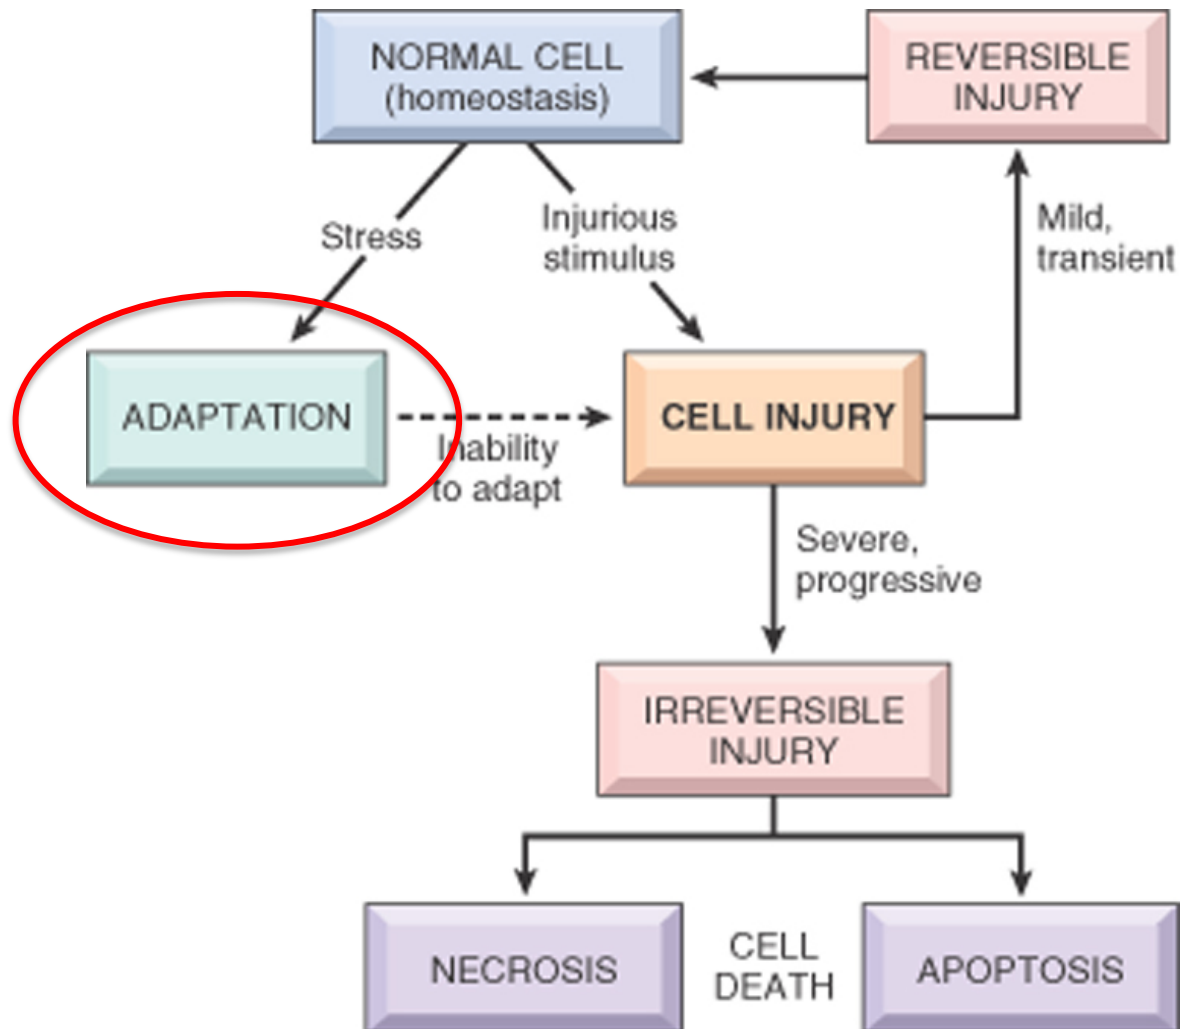 NORMAL CELL
(homeostasis)
REVERSIBLE
INJURY
Stress
Injurious
stimulus
Mild,
transient
ADAPTATION
Inability
to adapt
CELL INJURY
Severe,
progressive
IRREVERSIBLE
INJURY
NECROSIS
CELL
DEATH
APOPTOSIS